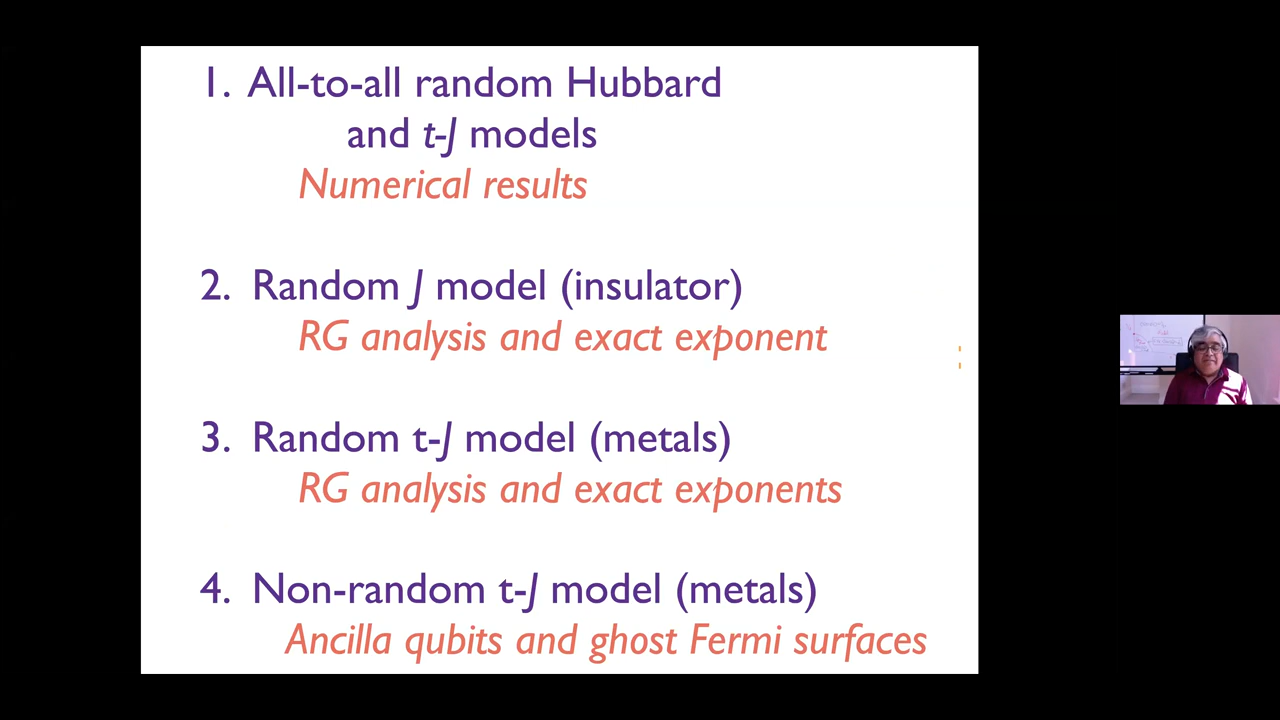 1. All-to-all random Hubbard
and t-J models
Numerical results
2. Random J model (insulator)
RG analysis and exact exponent
3. Random t-J model (metals)
RG analysis and exact exponents
4. Non-random t-J model (metals)
Ancilla qubits and ghost Fermi surfaces